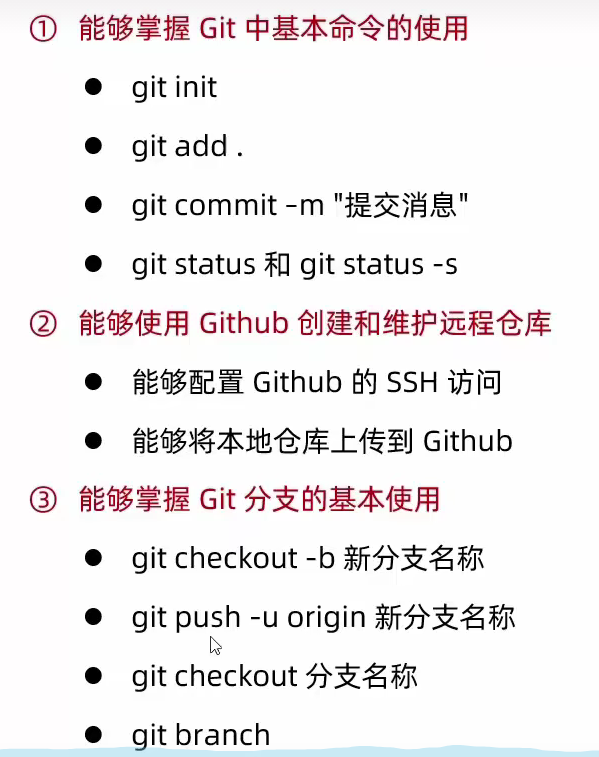 ① 能够掌握 Git 中基本命令的使用
● git init
● git add .
● git commit –m "提交消息"
● git status 和 git status -s
② 能够使用 Github 创建和维护远程仓库
● 能够配置 Github 的 SSH 访问
● 能够将本地仓库上传到 Github
③ 能够掌握 Git 分支的基本使用
● git checkout -b 新分支名称
● git push -u origin 新分支名称
● git checkout 分支名称
● git branch